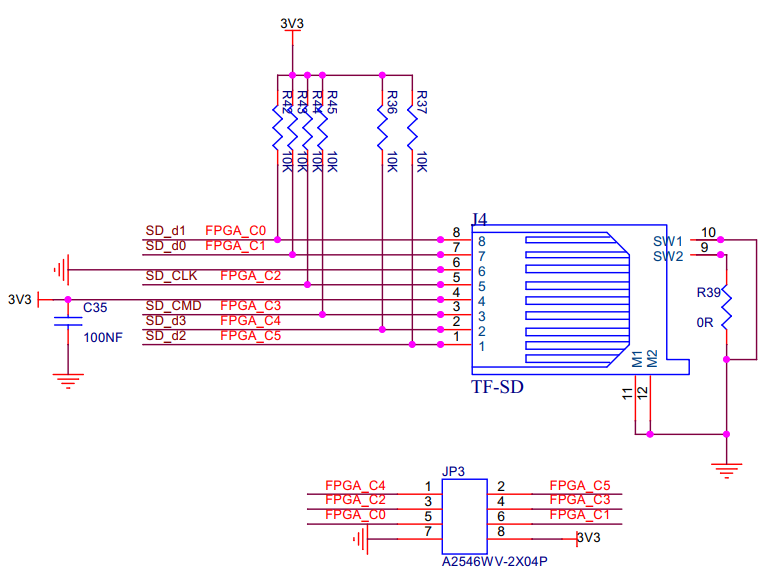 3V3
R42 R43 R44 R45 R36 R37
10K 10K 10K 10K 10K 10K
J4
SD_d1 FPGA_C0 8 8 SW1 10
SD_d0 FPGA_C1 7 7 SW2 9
6 6
SD_CLK FPGA_C2 5 5
3V3 4 4
C35 100NF
SD_CMD FPGA_C3 3 3
SD_d3 FPGA_C4 2 2
SD_d2 FPGA_C5 1 1
R39
0R
M1 M2
11 12
TF-SD
JP3
FPGA_C4 1 2 FPGA_C5
FPGA_C2 3 4 FPGA_C3
FPGA_C0 5 6 FPGA_C1
7 8 3V3
A2546WV-2X04P